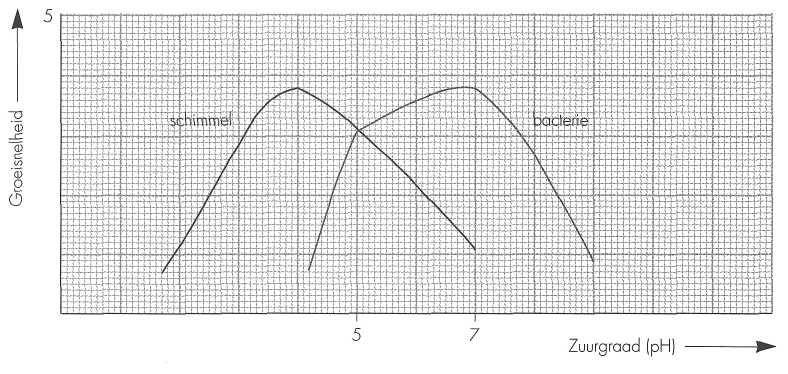 5
Groeisnelheid
schimmel
bacterie
5
7
Zuurgraad (pH)